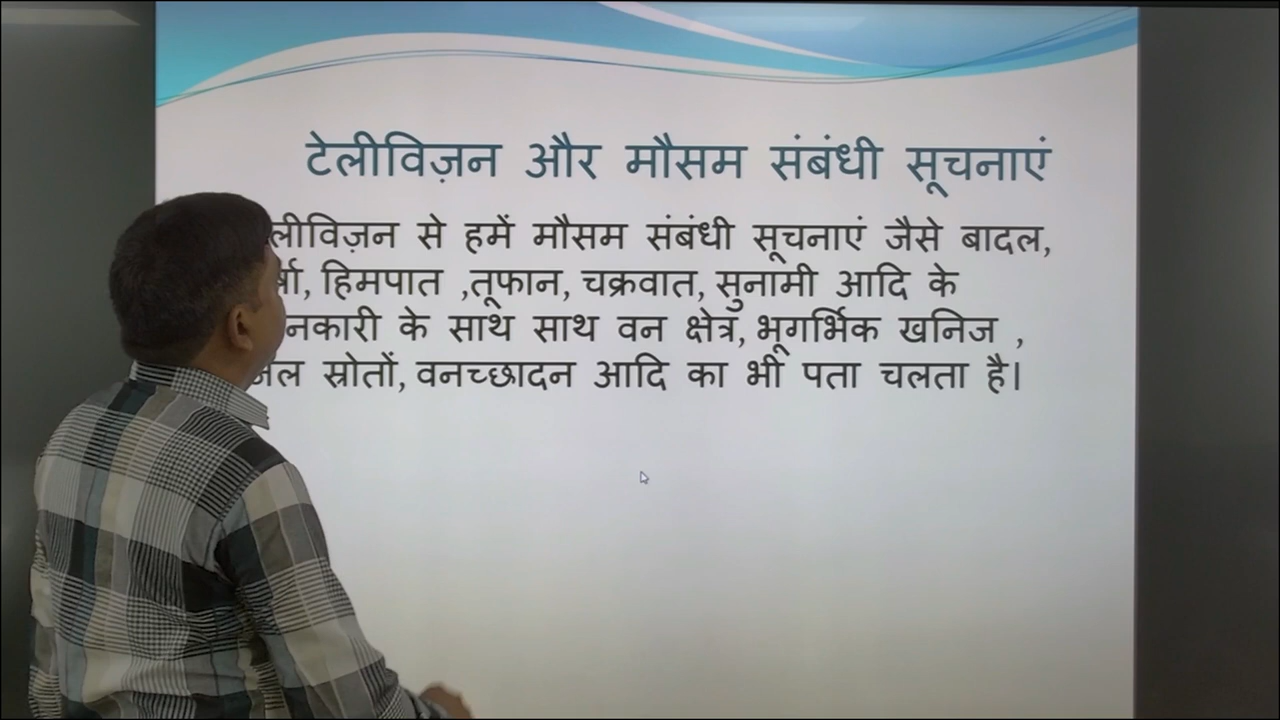 टेलीविज़न और मौसम संबंधी सूचनाएं
लीविज़न से हमें मौसम संबंधी सूचनाएं जैसे बादल,
हिमपात ,तूफान, चक्रवात, सुनामी आदि के
नकारी के साथ साथ वन क्षेत्र, भूगर्भिक खनिज ,
जल स्रोतों, वनच्छादन आदि का भी पता चलता है।